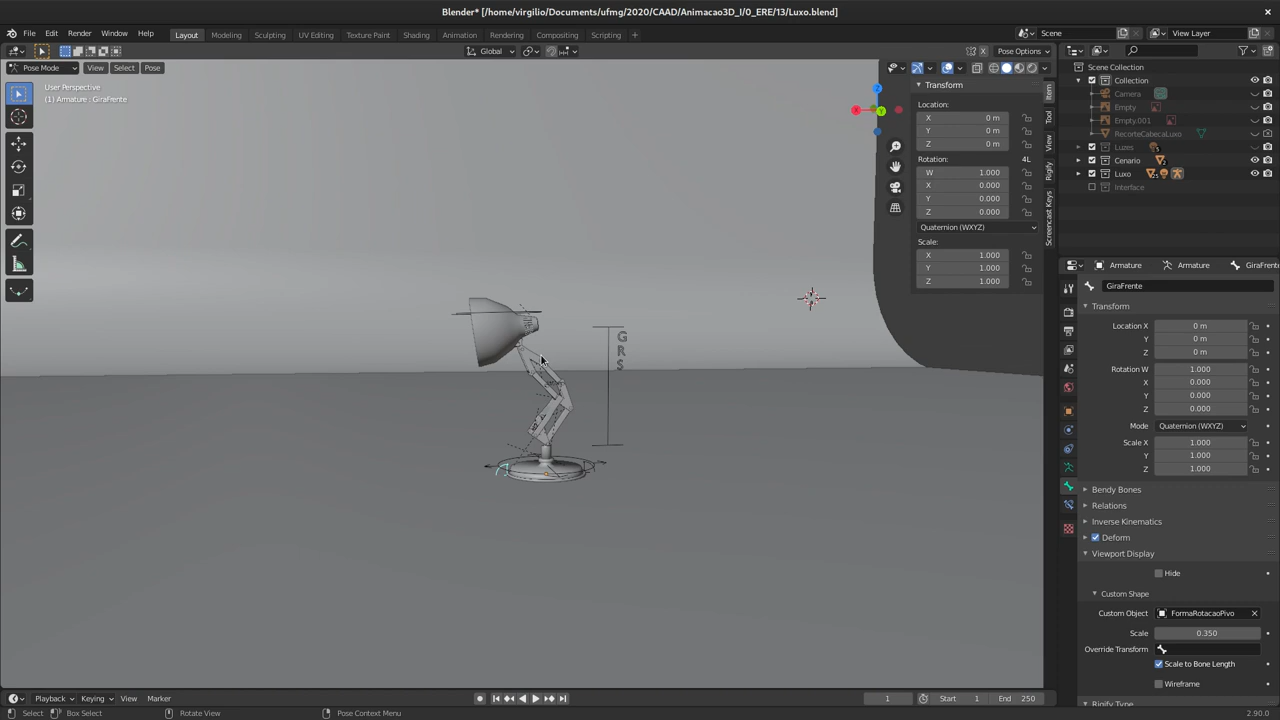 Blender* [/home/virgilio/Documents/ufmg/2020/CAAD/Animacao3D_I/0_ERE/13/Luxo.blend]
File Edit Render Window Help Layout Modeling Sculpting UV Editing Texture Paint Shading Animation Rendering Compositing Scripting + Scene View Layer
Global Pose Options
Pose Mode View Select Pose
User Perspective
(1) Armature : GiraFrente
Z
X
Y
G
R
S
Transform
Location:
X 0 m
Y 0 m
Z 0 m
Rotation: 4L
W 1.000
X 0.000
Y 0.000
Z 0.000
Quaternion (WXYZ)
Scale:
X 1.000
Y 1.000
Z 1.000
Item
Tool
View
Rigify
Screencast Keys
Scene Collection
Collection
Camera
Empty
Empty.001
RecorteCabecaLuxo
Luzes
Cenario
Luxo
Interface
Armature Armature GiraFrent
GiraFrente
Transform
Location X 0 m
Y 0 m
Z 0 m
Rotation W 1.000
X 0.000
Y 0.000
Z 0.000
Mode Quaternion (WXYZ)
Scale X 1.000
Y 1.000
Z 1.000
Bendy Bones
Relations
Inverse Kinematics
Deform
Viewport Display
Hide
Custom Shape
Custom Object FormaRotacaoPivo
Scale 0.350
Override Transform
Scale to Bone Length
Wireframe
Rigify Type
Playback Keying View Marker 1 Start 1 End 250
Select Box Select Rotate View Pose Context Menu 2.90.0